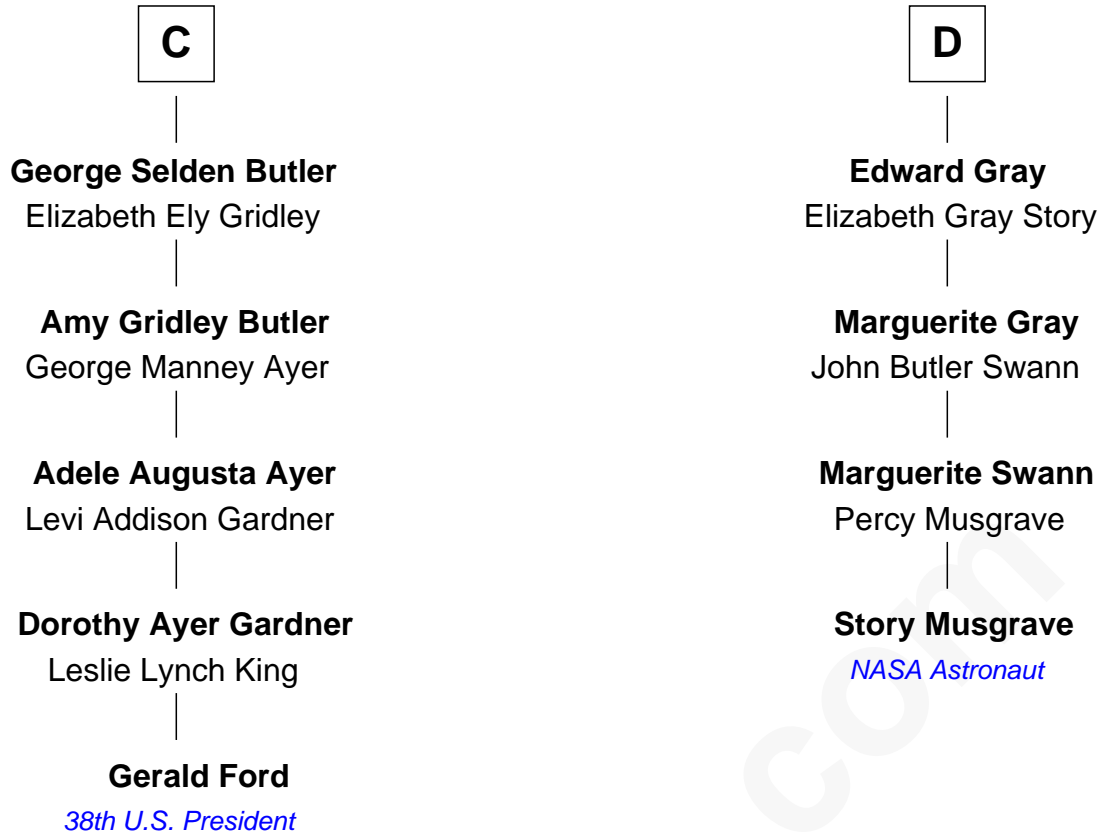 C
George Selden Butler
Elizabeth Ely Gridley
Amy Gridley Butler
George Manney Ayer
Adele Augusta Ayer
Levi Addison Gardner
Dorothy Ayer Gardner
Leslie Lynch King
Gerald Ford
38th U.S. President
D
Edward Gray
Elizabeth Gray Story
Marguerite Gray
John Butler Swann
Marguerite Swann
Percy Musgrave
Story Musgrave
NASA Astronaut
com